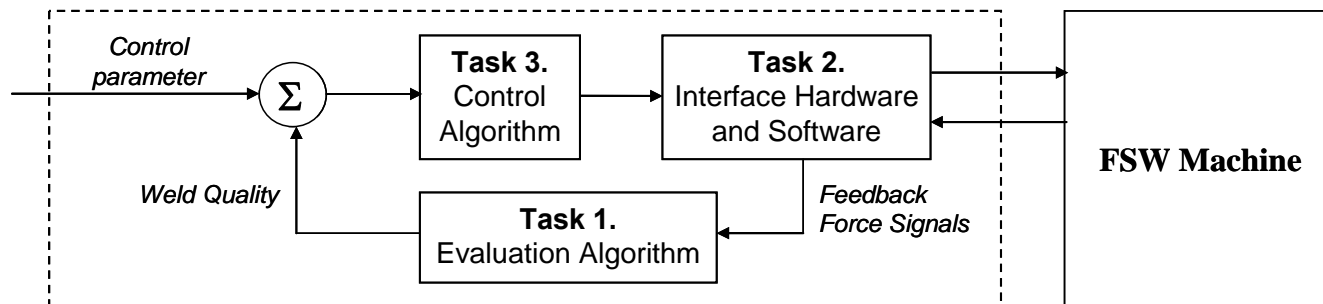 Control
parameter
Σ
Task 3.
Control
Algorithm
Task 2.
Interface Hardware
and Software
FSW Machine
Weld Quality
Task 1.
Evaluation Algorithm
Feedback
Force Signals